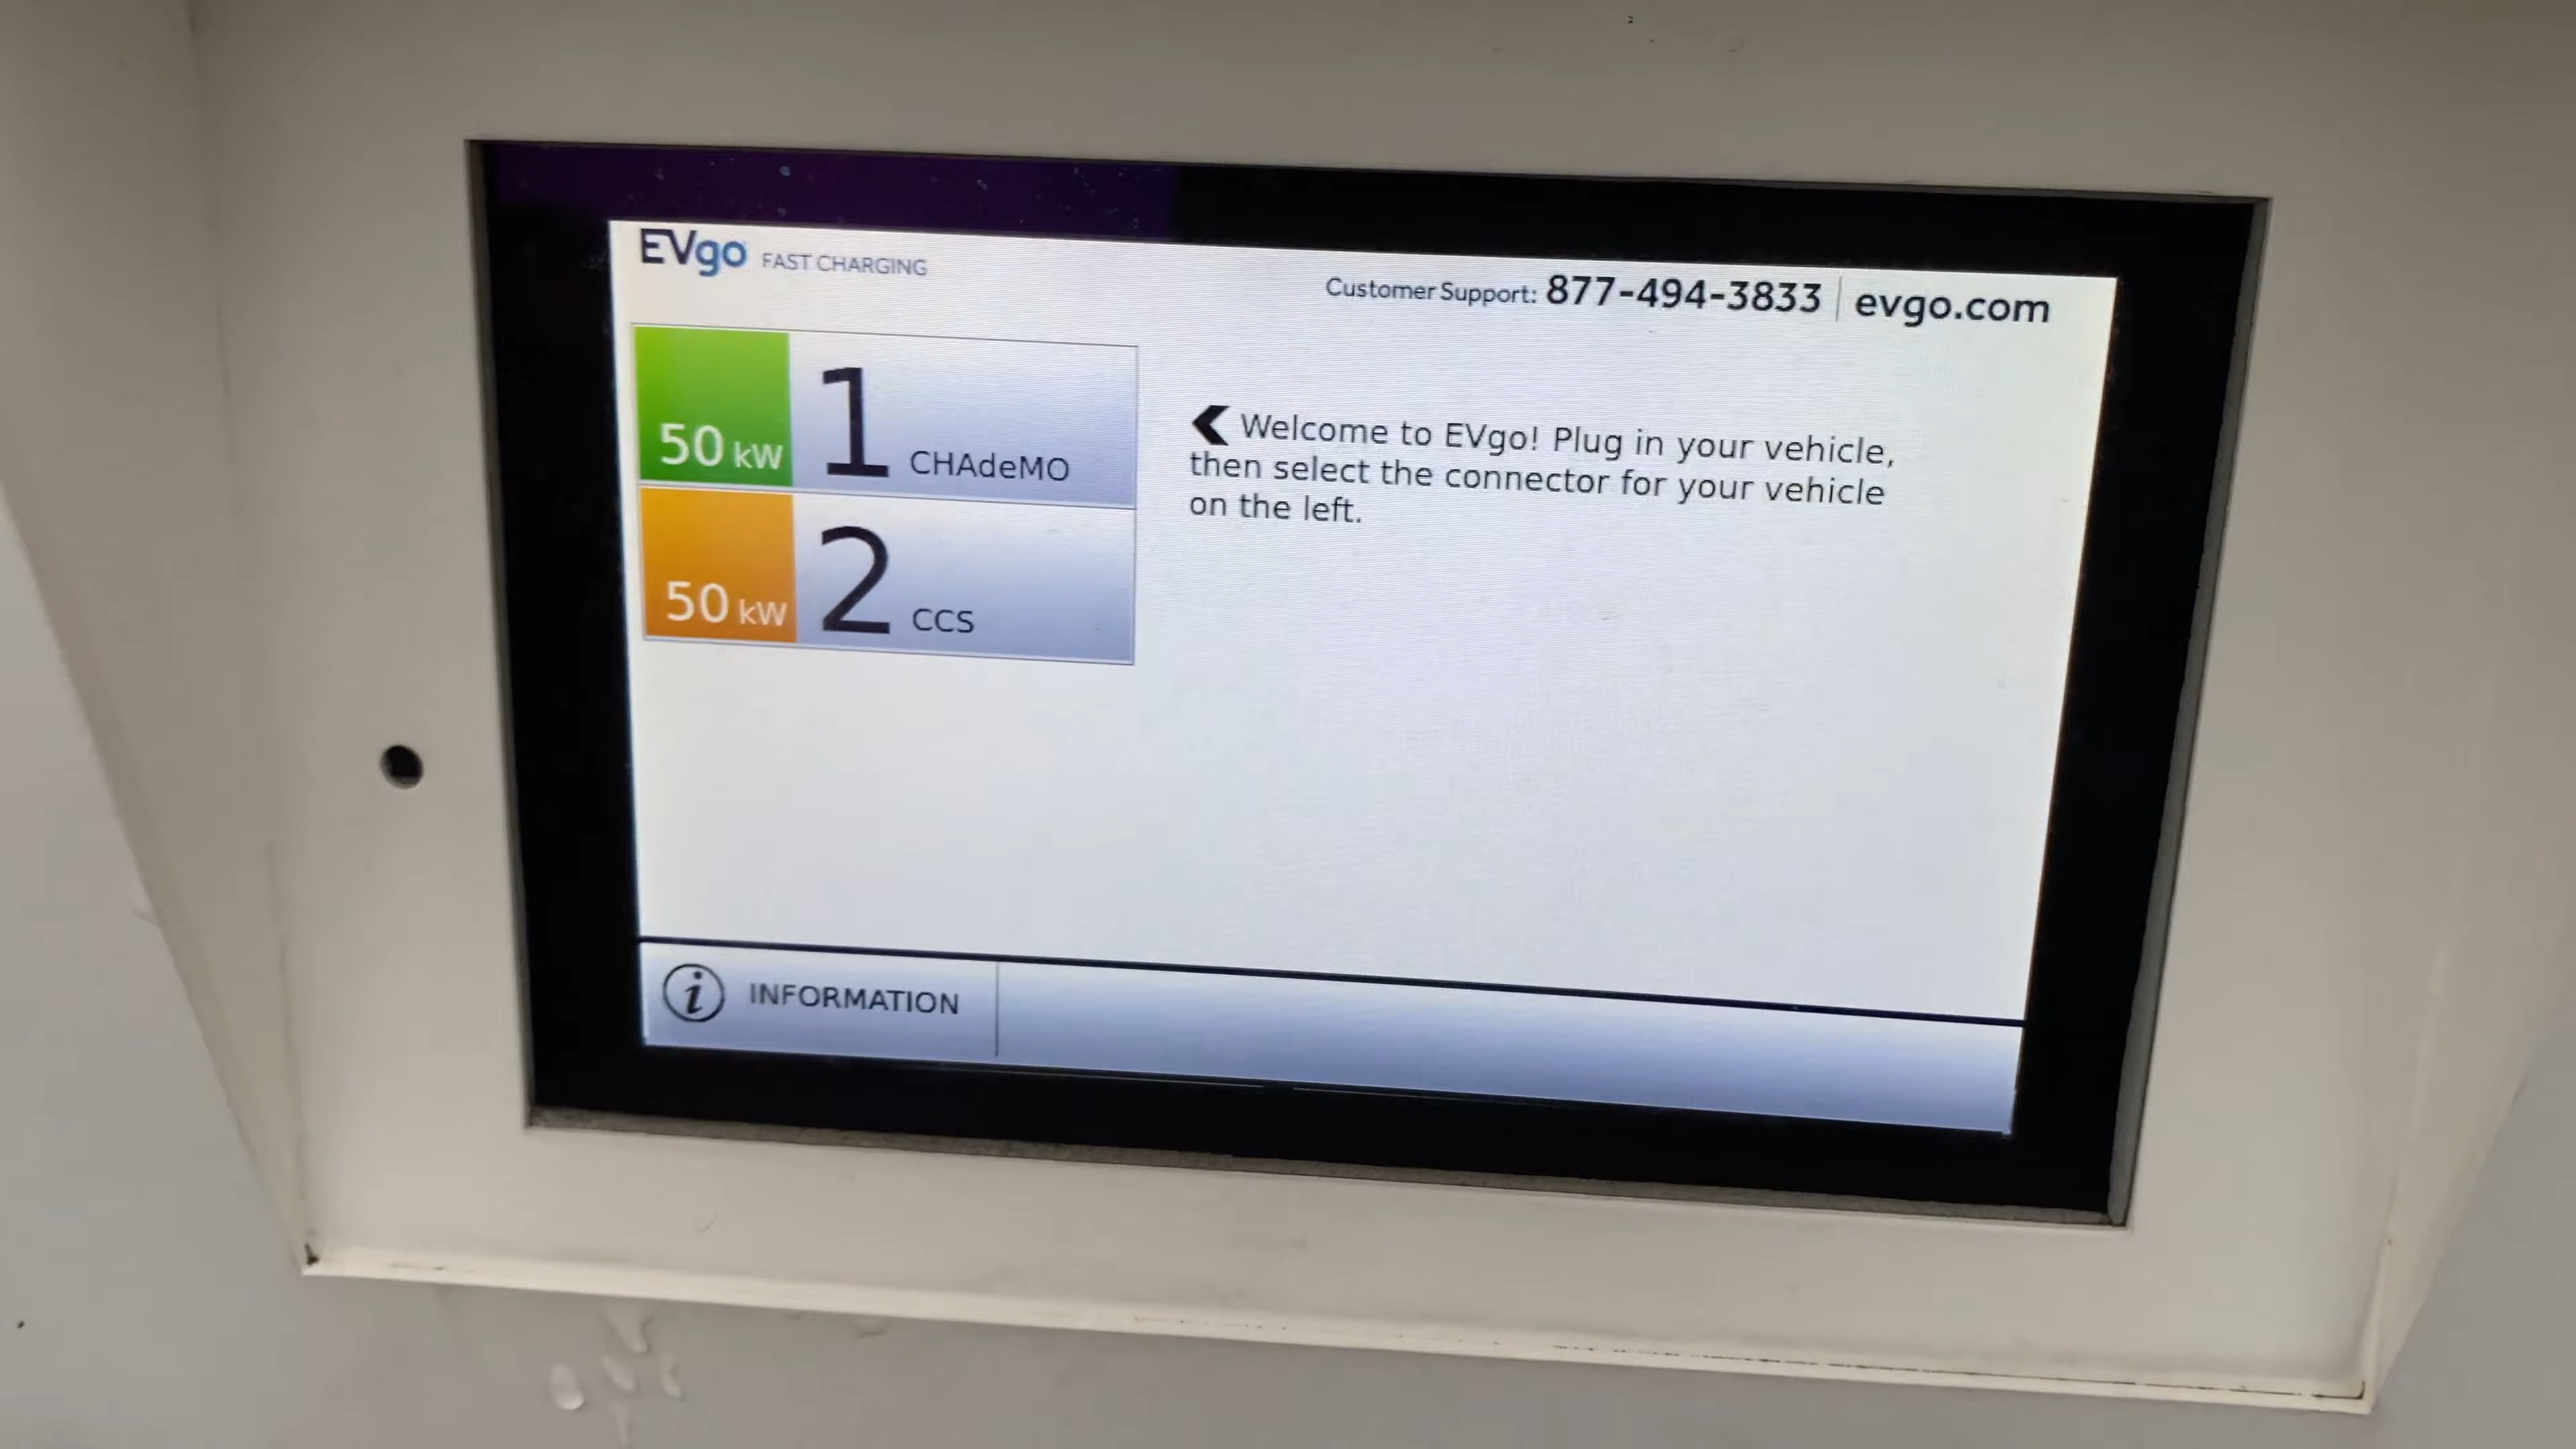 EVgo FAST CHARGING
Customer Support: 877-494-3833 | evgo.com
50 kW 1 CHAdeMO
50 kW 2 CCS
Welcome to EVgo! Plug in your vehicle,
then select the connector for your vehicle
on the left.
i INFORMATION